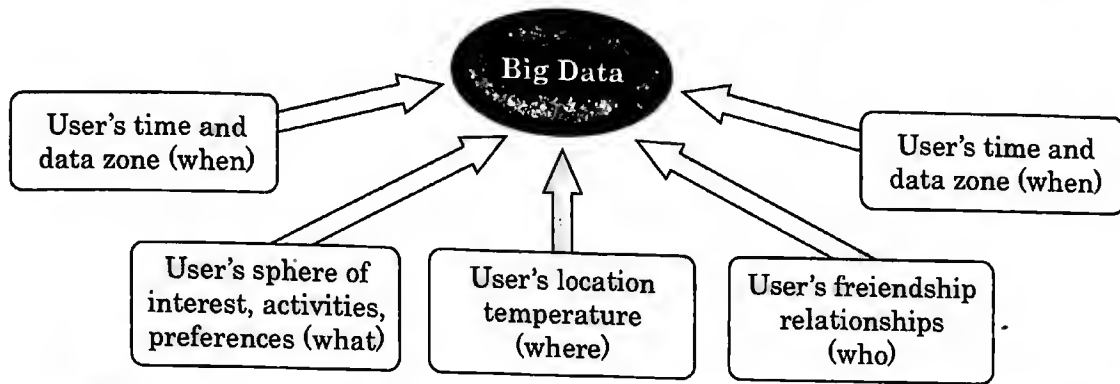 Big Data
User's time and
data zone (when)
User's time and
data zone (when)
User's sphere of
interest, activities,
preferences (what)
User's location
temperature
(where)
User's freiendship
relationships
(who)